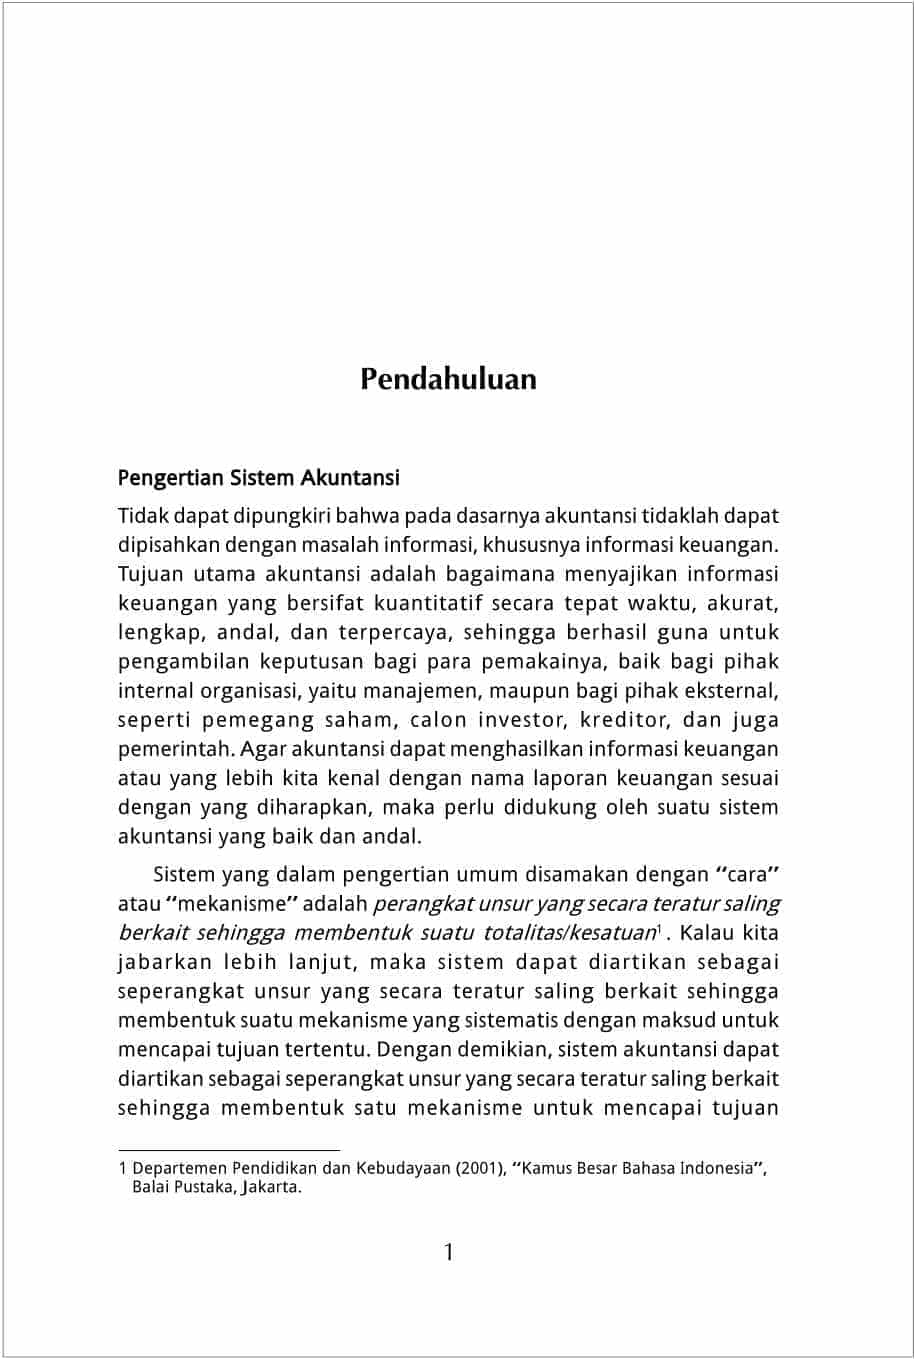 Pendahuluan
Pengertian Sistem Akuntansi
Tidak dapat dipungkiri bahwa pada dasarnya akuntansi tidaklah dapat
dipisahkan dengan masalah informasi, khususnya informasi keuangan.
Tujuan utama akuntansi adalah bagaimana menyajikan informasi
keuangan yang bersifat kuantitatif secara tepat waktu, akurat,
lengkap, andal, dan terpercaya, sehingga berhasil guna untuk
pengambilan keputusan bagi para pemakainya, baik bagi pihak
internal organisasi, yaitu manajemen, maupun bagi pihak eksternal,
seperti pemegang saham, calon investor, kreditor, dan juga
pemerintah. Agar akuntansi dapat menghasilkan informasi keuangan
atau yang lebih kita kenal dengan nama laporan keuangan sesuai
dengan yang diharapkan, maka perlu didukung oleh suatu sistem
akuntansi yang baik dan andal.
Sistem yang dalam pengertian umum disamakan dengan “cara”
atau “mekanisme” adalah perangkat unsur yang secara teratur saling
berkait sehingga membentuk suatu totalitas/kesatuan¹ . Kalau kita
jabarkan lebih lanjut, maka sistem dapat diartikan sebagai
seperangkat unsur yang secara teratur saling berkait sehingga
membentuk suatu mekanisme yang sistematis dengan maksud untuk
mencapai tujuan tertentu. Dengan demikian, sistem akuntansi dapat
diartikan sebagai seperangkat unsur yang secara teratur saling berkait
sehingga membentuk satu mekanisme untuk mencapai tujuan
1 Departemen Pendidikan dan Kebudayaan (2001), “Kamus Besar Bahasa Indonesia”,
Balai Pustaka, Jakarta.
1